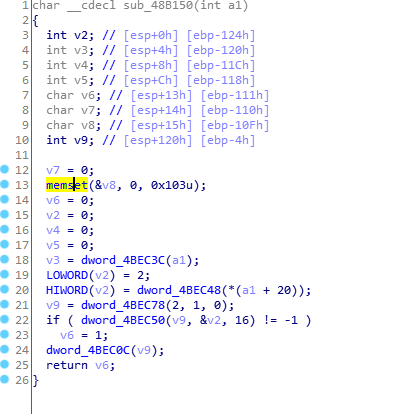 1 char __cdecl sub_48B150(int a1)
2 {
3 int v2; // [esp+0h] [ebp-124h]
4 int v3; // [esp+4h] [ebp-120h]
5 int v4; // [esp+8h] [ebp-11Ch]
6 int v5; // [esp+Ch] [ebp-118h]
7 char v6; // [esp+13h] [ebp-111h]
8 char v7; // [esp+14h] [ebp-110h]
9 char v8; // [esp+15h] [ebp-10Fh]
10 int v9; // [esp+120h] [ebp-4h]
11
12 v7 = 0;
13 memset(&v8, 0, 0x103u);
14 v6 = 0;
15 v2 = 0;
16 v4 = 0;
17 v5 = 0;
18 v3 = dword_4BEC3C(a1);
19 LOWORD(v2) = 2;
20 HIWORD(v2) = dword_4BEC48(*(a1 + 20));
21 v9 = dword_4BEC78(2, 1, 0);
22 if ( dword_4BEC50(v9, &v2, 16) != -1 )
23 v6 = 1;
24 dword_4BEC0C(v9);
25 return v6;
26 }